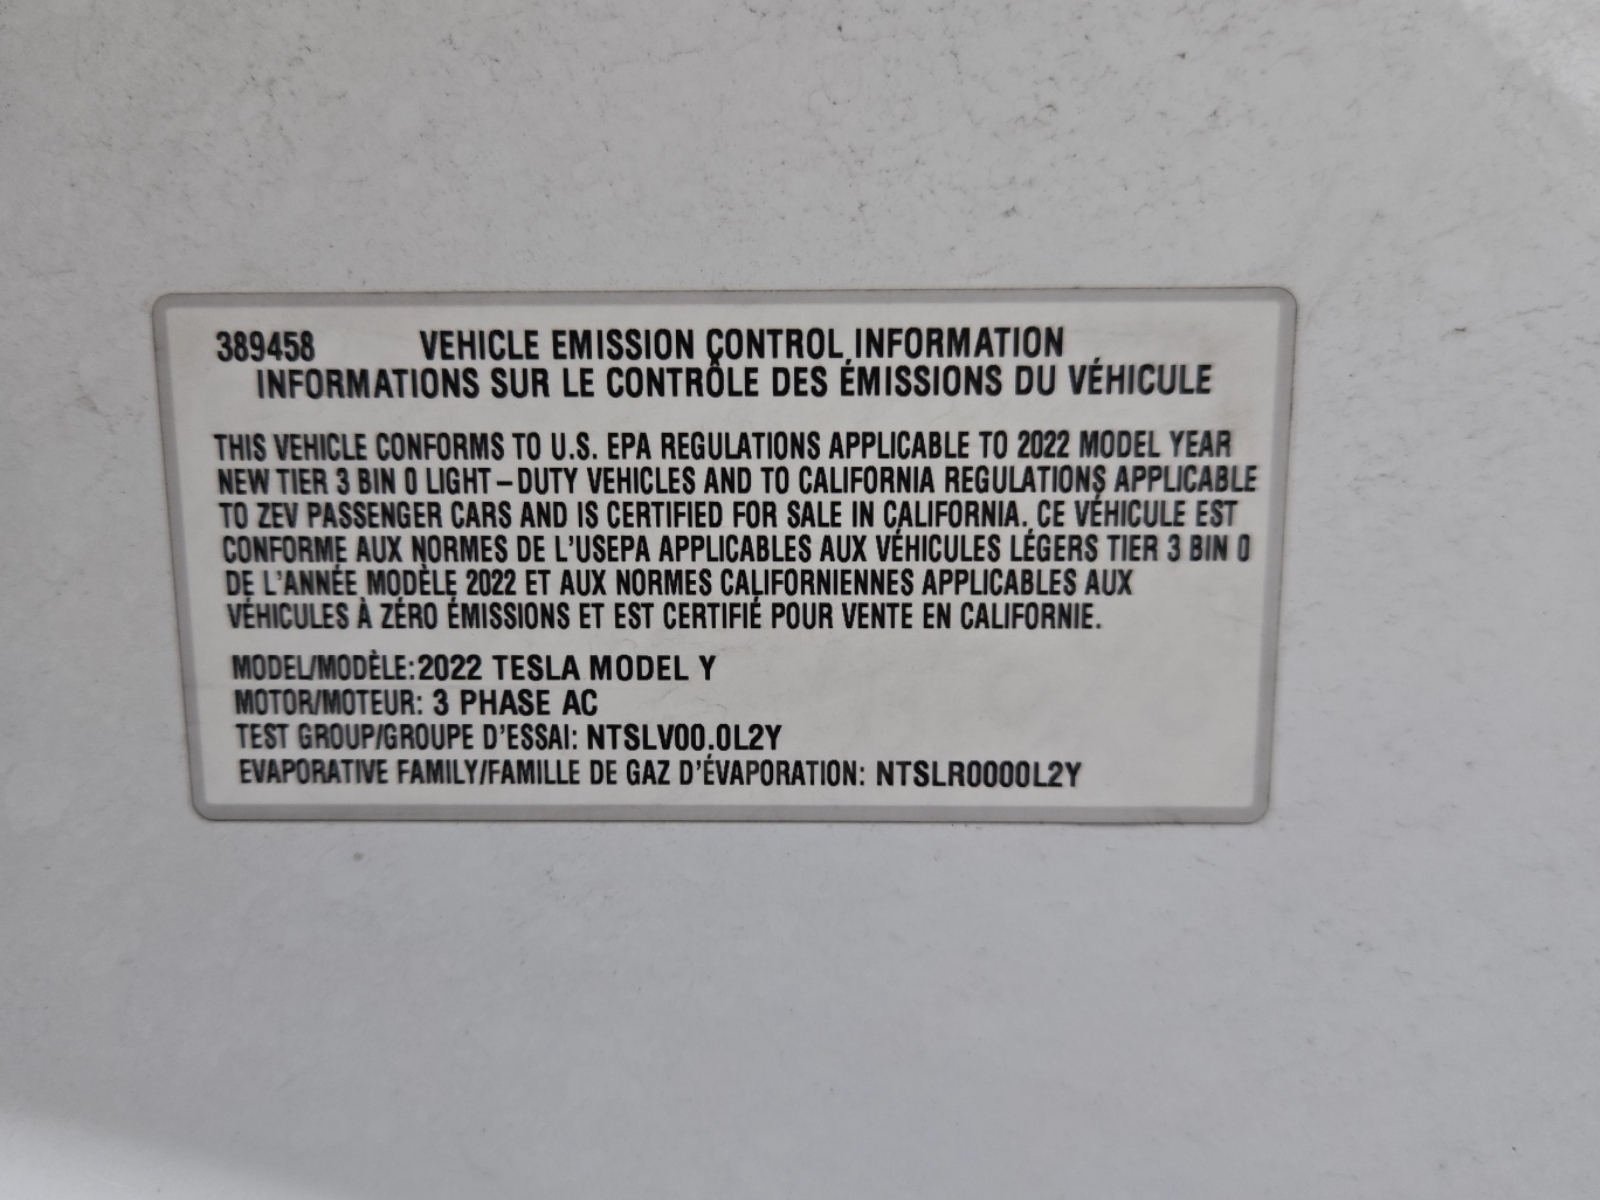 389458 VEHICLE EMISSION CONTROL INFORMATION
INFORMATIONS SUR LE CONTRÔLE DES ÉMISSIONS DU VÉHICULE
THIS VEHICLE CONFORMS TO U.S. EPA REGULATIONS APPLICABLE TO 2022 MODEL YEAR
NEW TIER 3 BIN 0 LIGHT-DUTY VEHICLES AND TO CALIFORNIA REGULATIONS APPLICABLE
TO ZEV PASSENGER CARS AND IS CERTIFIED FOR SALE IN CALIFORNIA. CE VÉHICULE EST
CONFORME AUX NORMES DE L'USEPA APPLICABLES AUX VÉHICULES LÉGERS TIER 3 BIN 0
DE L'ANNÉE MODÈLE 2022 ET AUX NORMES CALIFORNIENNES APPLICABLES AUX
VÉHICULES À ZÉRO ÉMISSIONS ET EST CERTIFIÉ POUR VENTE EN CALIFORNIE.
MODEL/MODÈLE:2022 TESLA MODEL Y
MOTOR/MOTEUR: 3 PHASE AC
TEST GROUP/GROUPE D'ESSAI: NTSLV00.0L2Y
EVAPORATIVE FAMILY/FAMILLE DE GAZ D'ÉVAPORATION: NTSLR0000L2Y